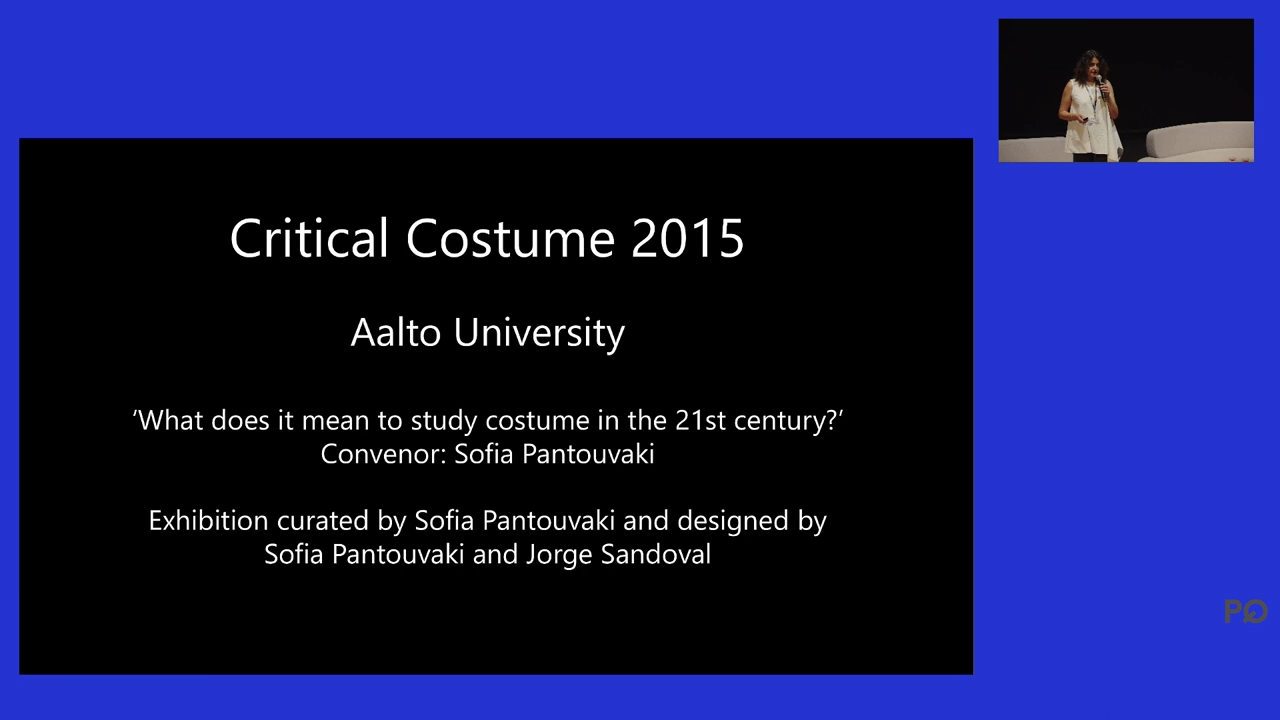 Critical Costume 2015
Aalto University
‘What does it mean to study costume in the 21st century?’
Convenor: Sofia Pantouvaki
Exhibition curated by Sofia Pantouvaki and designed by
Sofia Pantouvaki and Jorge Sandoval
PQ